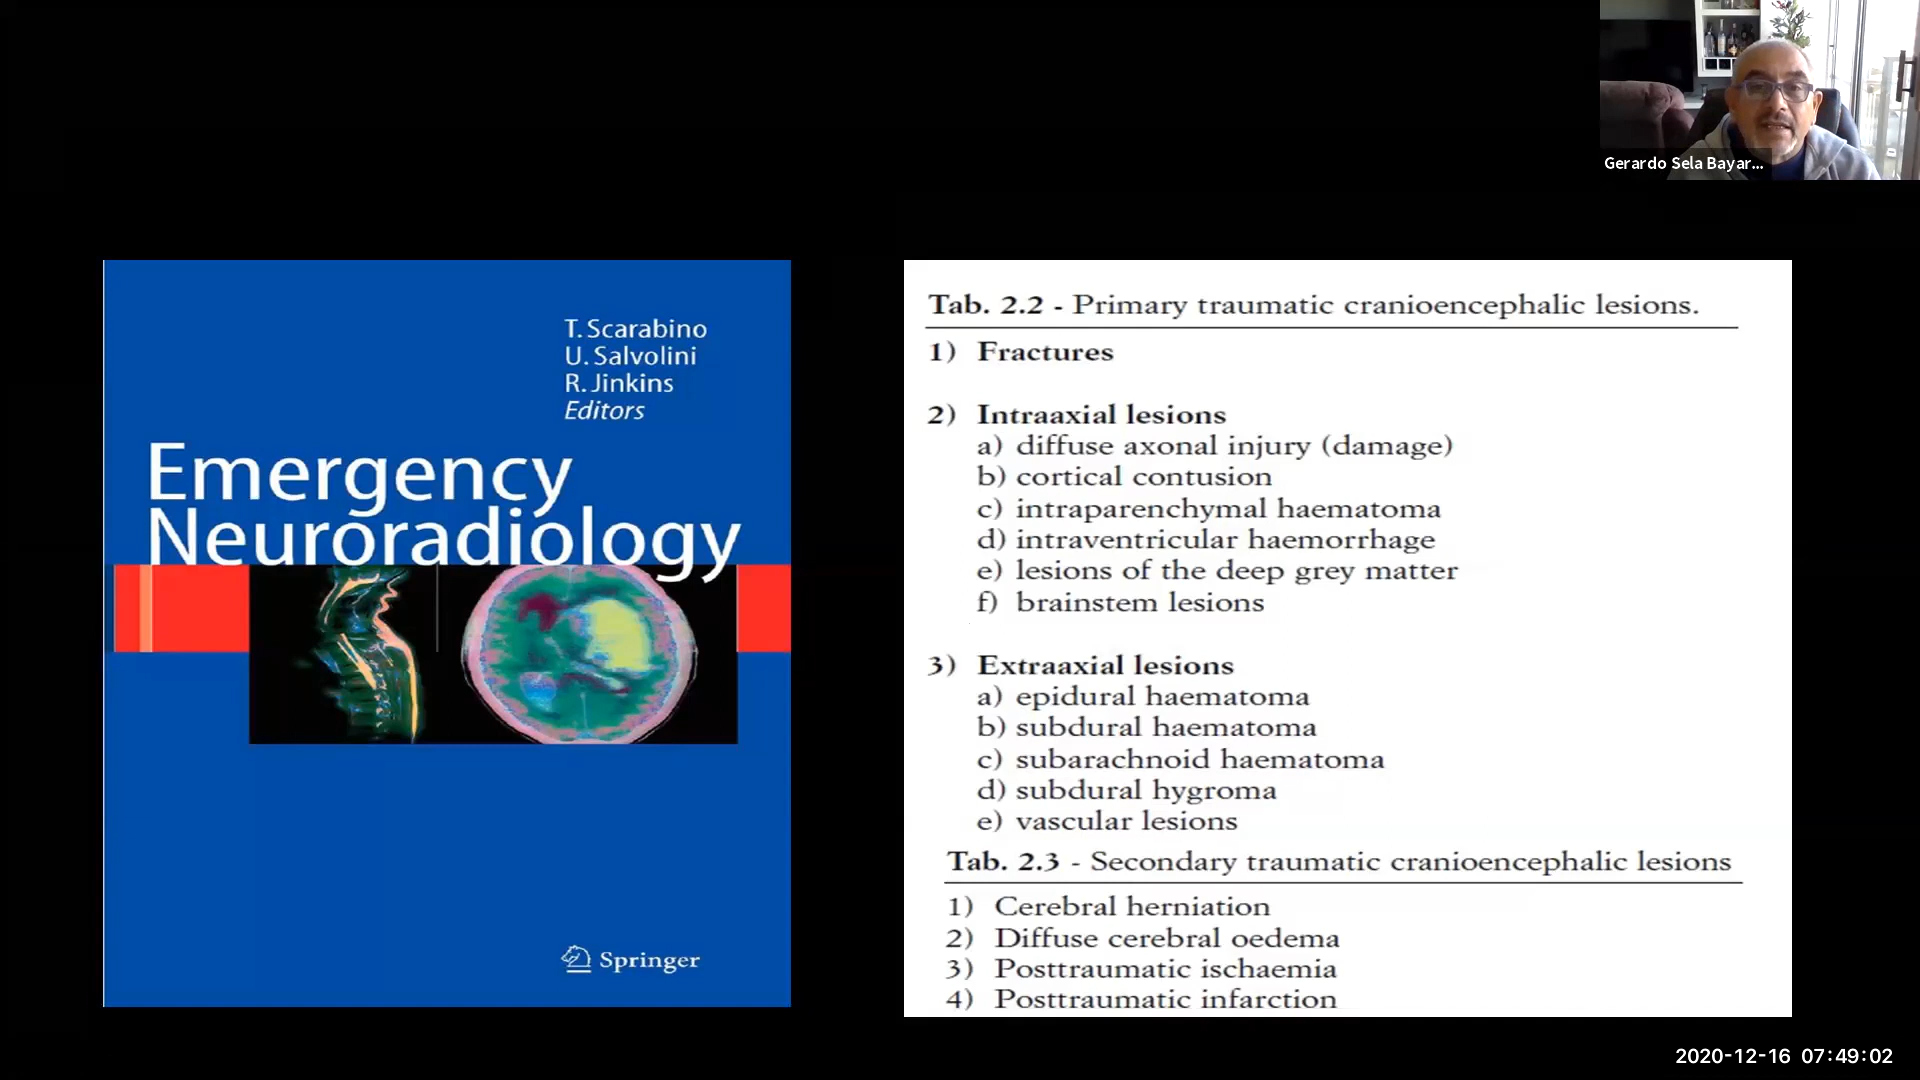 Gerardo Sela Bayar...
T. Scarabino
U. Salvolini
R. Jinkins
Editors
Emergency
Neuroradiology
Springer
Tab. 2.2 - Primary traumatic cranioencephalic lesions.
1) Fractures
2) Intraaxial lesions
a) diffuse axonal injury (damage)
b) cortical contusion
c) intraparenchymal haematoma
d) intraventricular haemorrhage
e) lesions of the deep grey matter
f) brainstem lesions
3) Extraaxial lesions
a) epidural haematoma
b) subdural haematoma
c) subarachnoid haematoma
d) subdural hygroma
e) vascular lesions
Tab. 2.3 - Secondary traumatic cranioencephalic lesions
1) Cerebral herniation
2) Diffuse cerebral oedema
3) Posttraumatic ischaemia
4) Posttraumatic infarction
2020-12-16 07:49:02